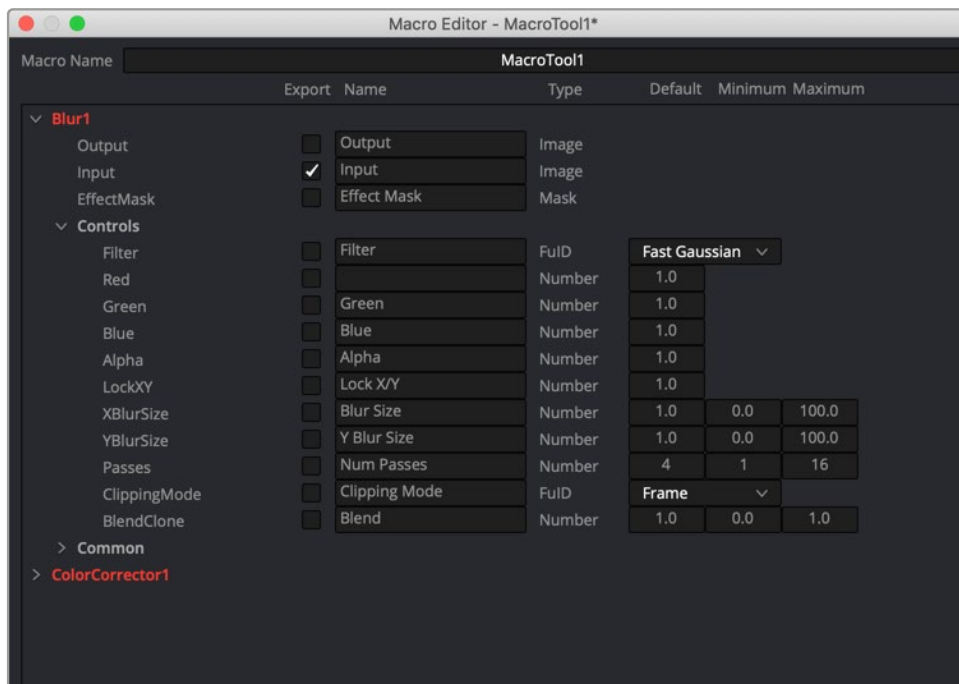 Macro Editor - MacroTool1*
Macro Name MacroTool1
Export Name Type Default Minimum Maximum
Blur1
Output Output Image
Input Input Image
EffectMask Effect Mask Mask
Controls
Filter Filter FuID Fast Gaussian
Red Number 1.0
Green Green Number 1.0
Blue Blue Number 1.0
Alpha Alpha Number 1.0
LockXY Lock X/Y Number 1.0
XBlurSize Blur Size Number 1.0 0.0 100.0
YBlurSize Y Blur Size Number 1.0 0.0 100.0
Passes Num Passes Number 4 1 16
ClippingMode Clipping Mode FuID Frame
BlendClone Blend Number 1.0 0.0 1.0
Common
ColorCorrector1